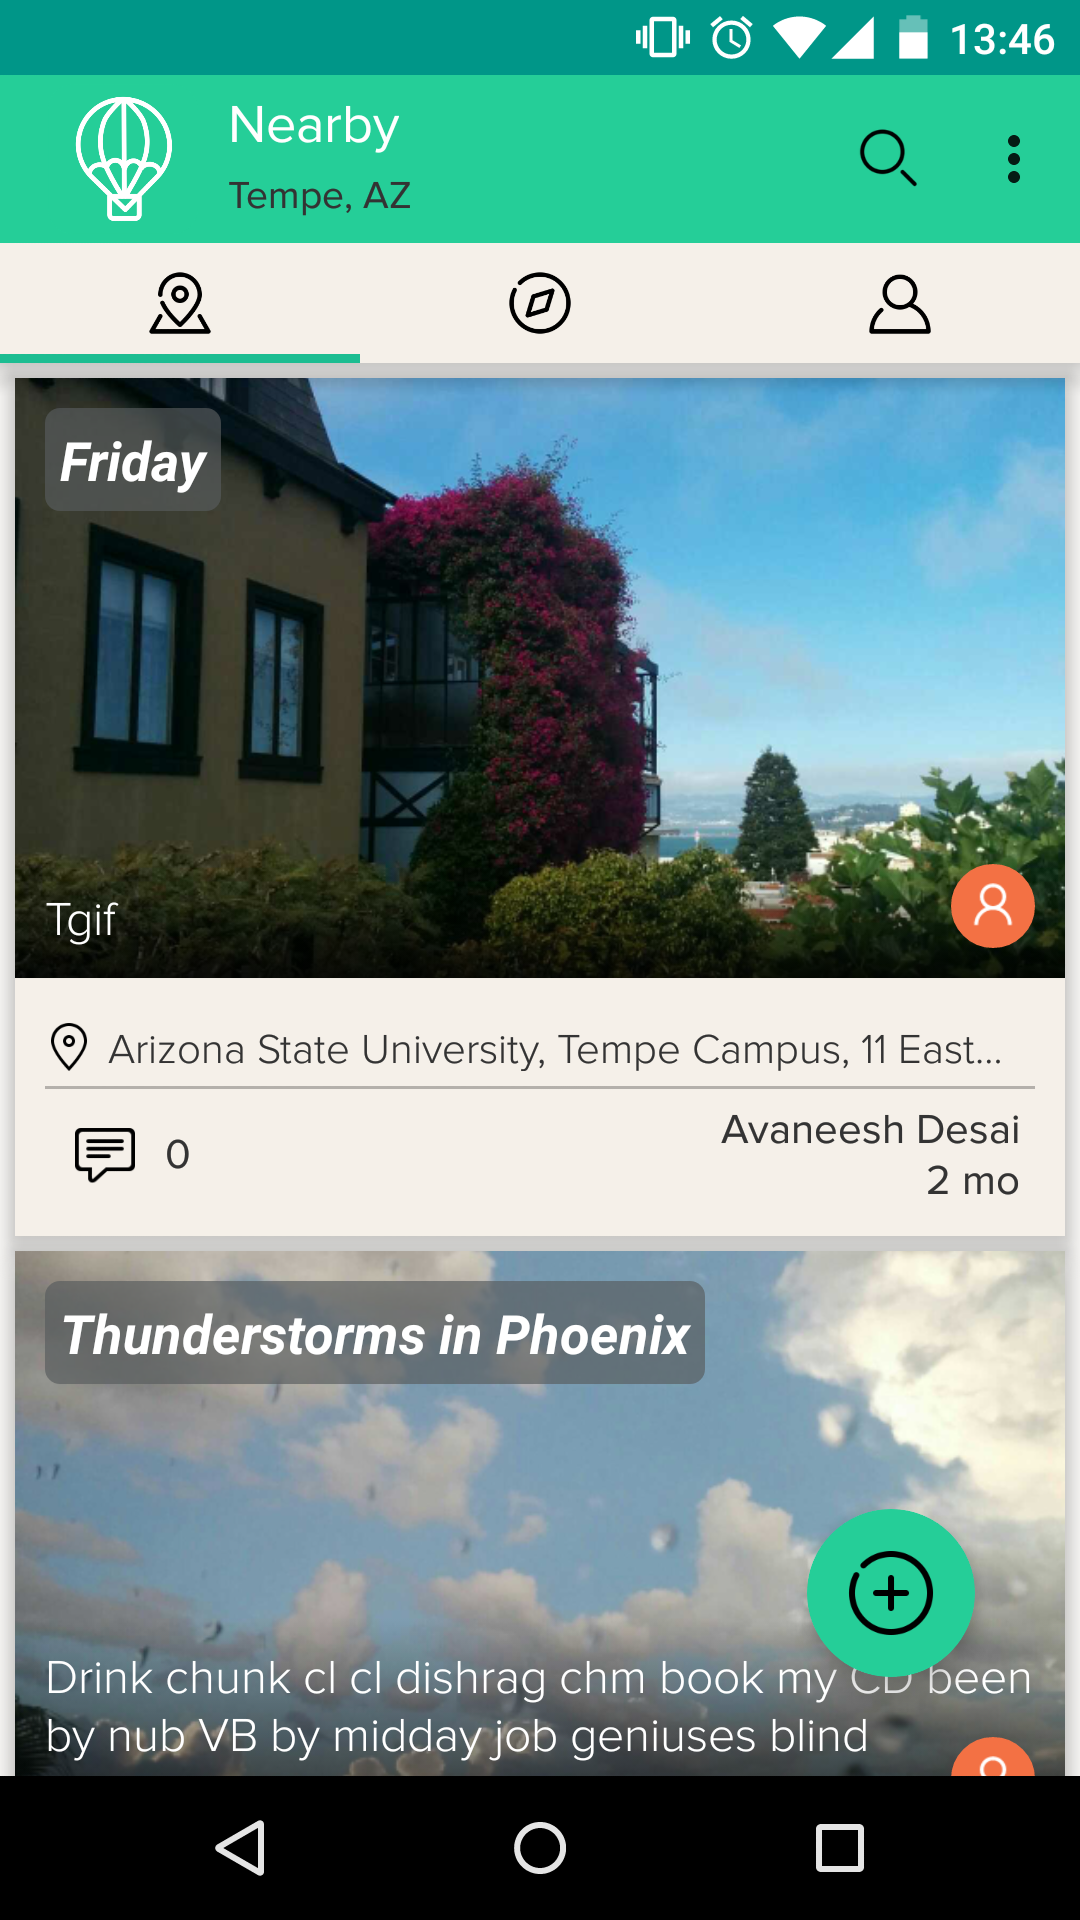 13:46
Nearby
Tempe, AZ
Friday
Tgif
Arizona State University, Tempe Campus, 11 East...
0
Avaneesh Desai
2 mo
Thunderstorms in Phoenix
Drink chunk cl cl dishrag chm book my CD been
by nub VB by midday job geniuses blind